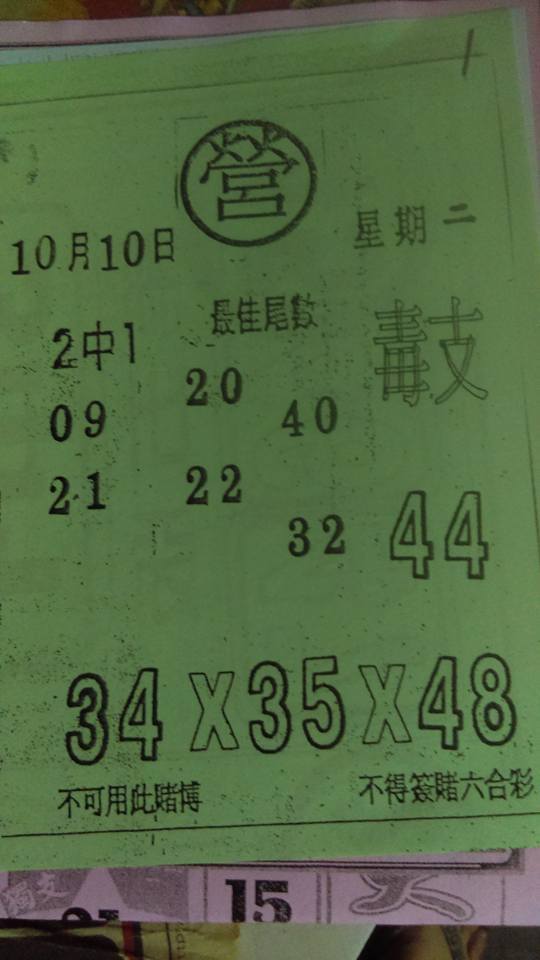 1
營
10月10日
星期二
2中1
最佳尾數
毒支
09
20
40
21
22
32
44
34X35X48
不可用此賭博
不得簽賭六合彩
15